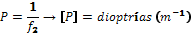 P = 1/f₂ → [P] = dioptrías (m⁻¹)